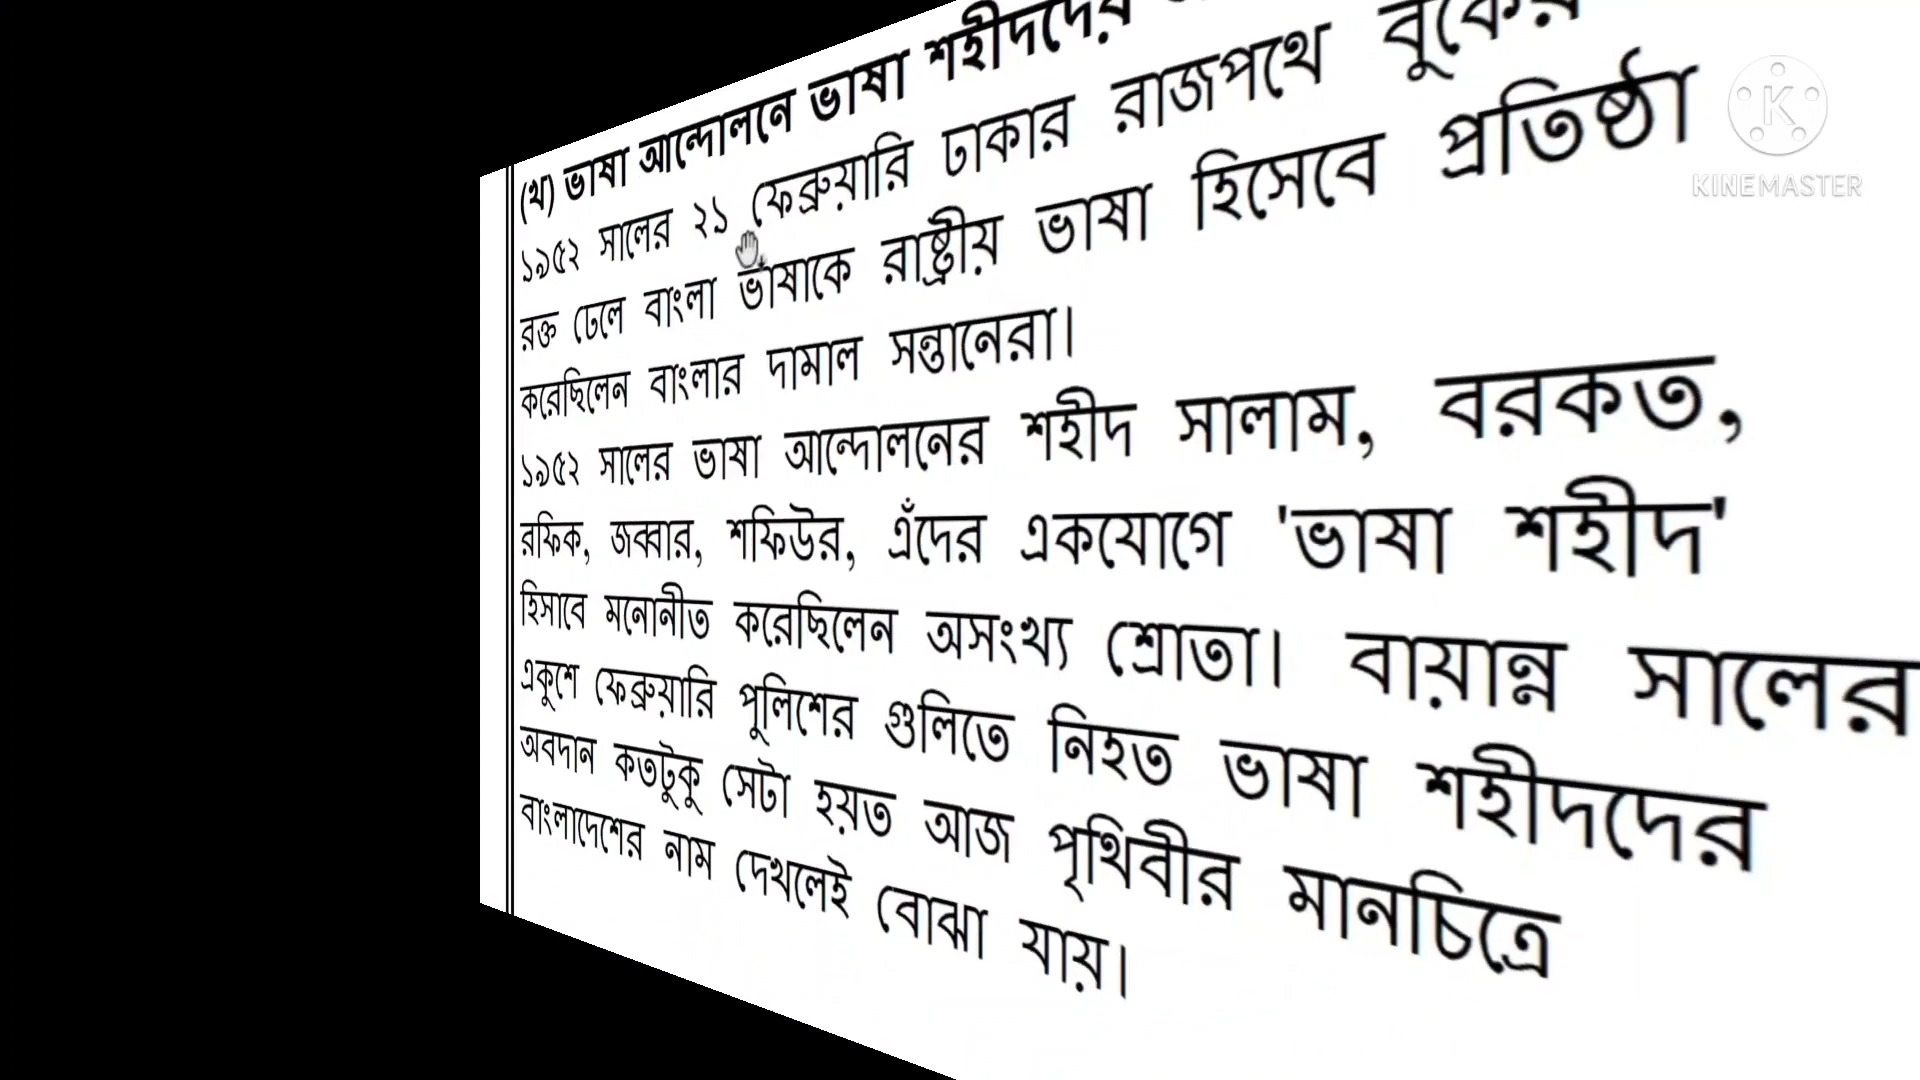 (খ) ভাষা আন্দোলনে ভাষা শহীদদের
১৯৫২ সালের ২১ ফেব্রুয়ারি ঢাকার রাজপথে বুকের
রক্ত ঢেলে বাংলা ভাষাকে রাষ্ট্রীয় ভাষা হিসেবে প্রতিষ্ঠা
করেছিলেন বাংলার দামাল সন্তানেরা।
১৯৫২ সালের ভাষা আন্দোলনের শহীদ সালাম, বরকত,
রফিক, জব্বার, শফিউর, এঁদের একযোগে 'ভাষা শহীদ'
হিসাবে মনোনীত করেছিলেন অসংখ্য শ্রোতা। বায়ান্ন সালের
একুশে ফেব্রুয়ারি পুলিশের গুলিতে নিহত ভাষা শহীদদের
অবদান কতটুকু সেটা হয়ত আজ পৃথিবীর মানচিত্রে
বাংলাদেশের নাম দেখলেই বোঝা যায়।
K
KINEMASTER